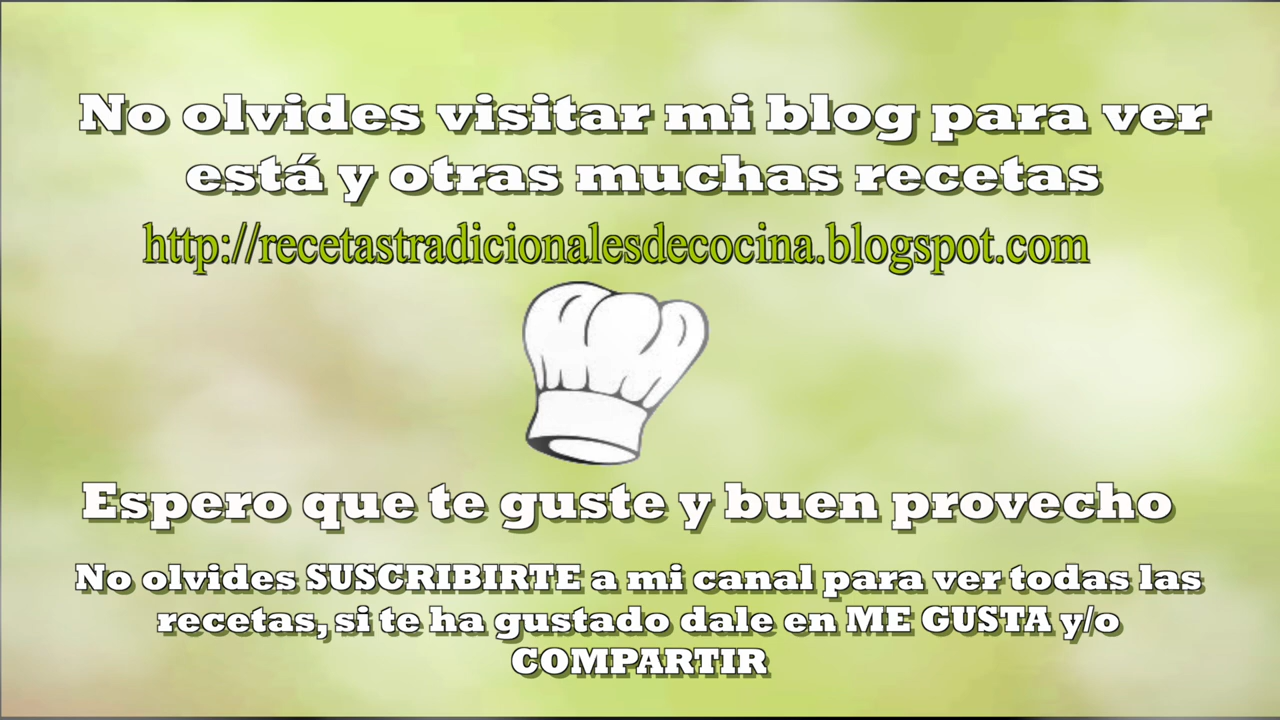 No olvides visitar mi blog para ver
está y otras muchas recetas
http://recetastradicionalesdecocina.blogspot.com
Espero que te guste y buen provecho
No olvides SUSCRIBIRTE a mi canal para ver todas las
recetas, si te ha gustado dale en ME GUSTA y/o
COMPARTIR